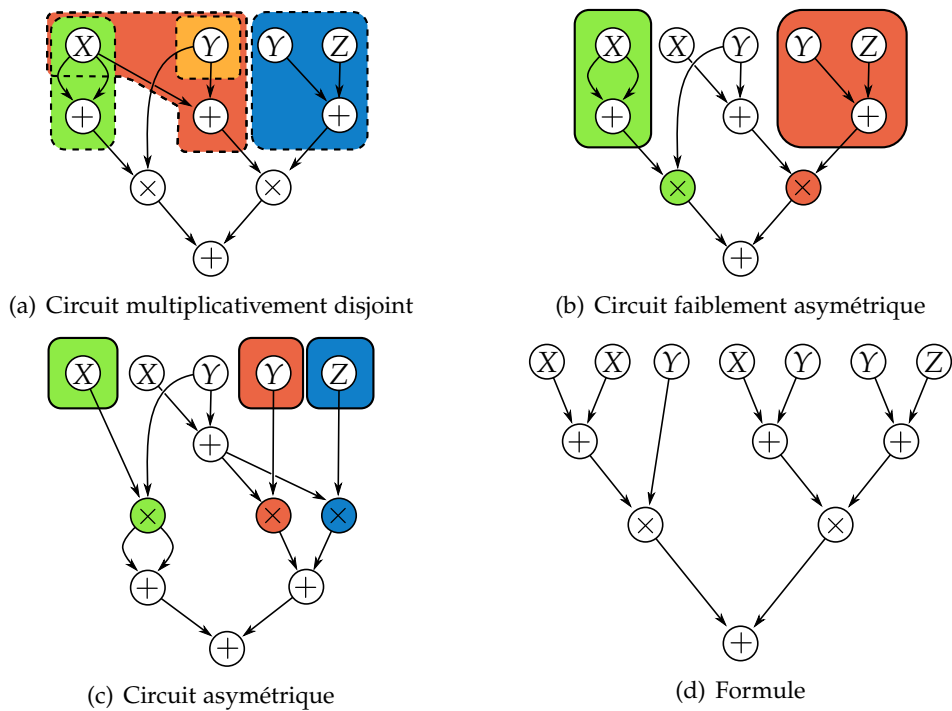 X Y Y Z
+ + +
× ×
+
(a) Circuit multiplicativement disjoint
X X Y Y Z
+ + +
× ×
+
(b) Circuit faiblement asymétrique
X X Y Y Z
+
× × ×
+ +
+
(c) Circuit asymétrique
X X Y X Y Y Z
+ + +
× ×
+
(d) Formule